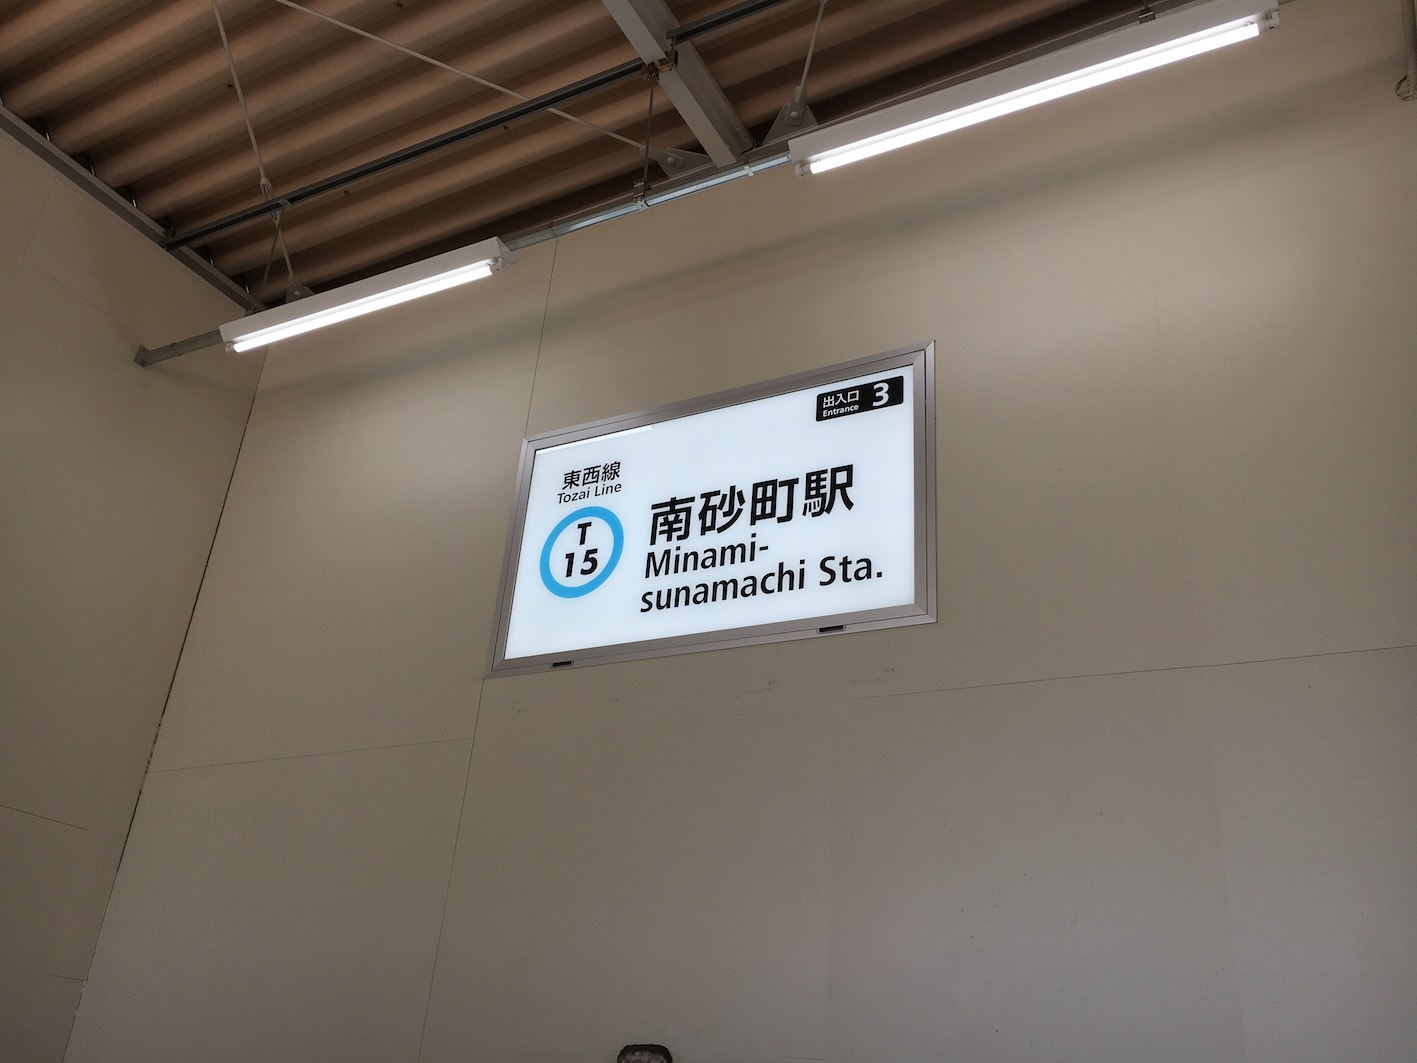 出入口 3
Entrance
東西線
Tozai Line
T
15
南砂町駅
Minami-
sunamachi Sta.